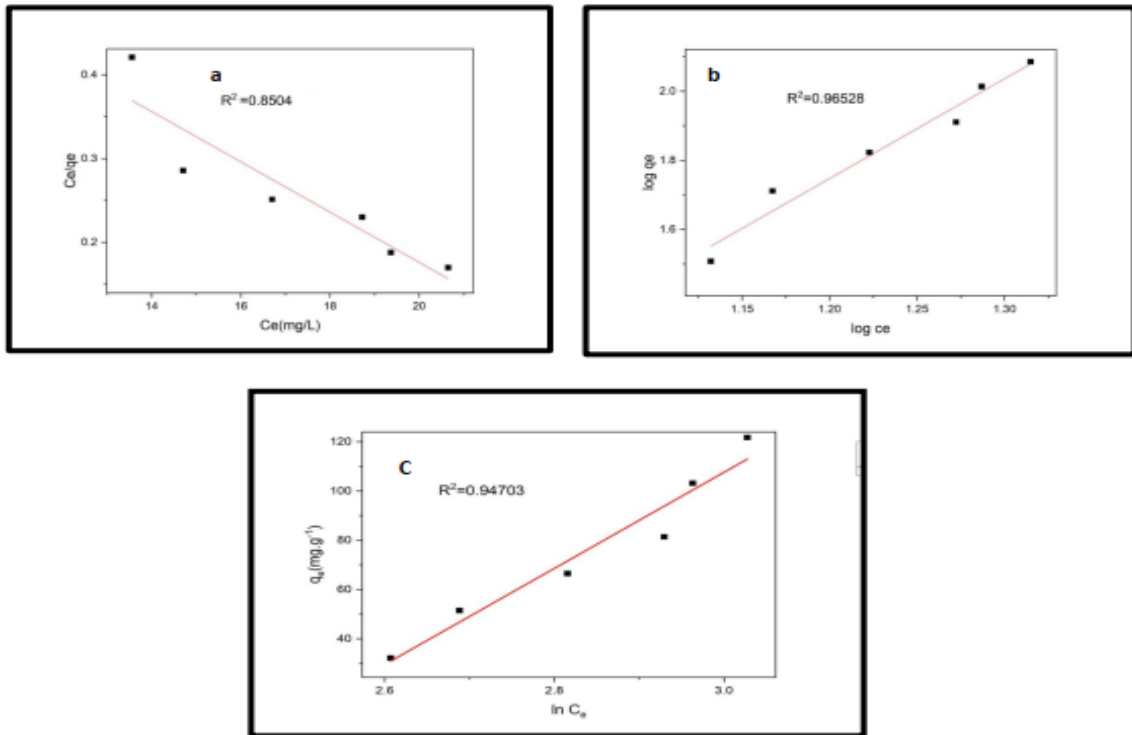 a
R²=0.8504
0.4
0.3
0.2
Ce/qe
14 16 18 20
Ce(mg/L)
b
R²=0.96528
2.0
1.8
1.6
log qe
1.15 1.20 1.25 1.30
log ce
C
R²=0.94703
120
100
80
60
40
qₑ(mg.g⁻¹)
2.6 2.8 3.0
ln Cₑ